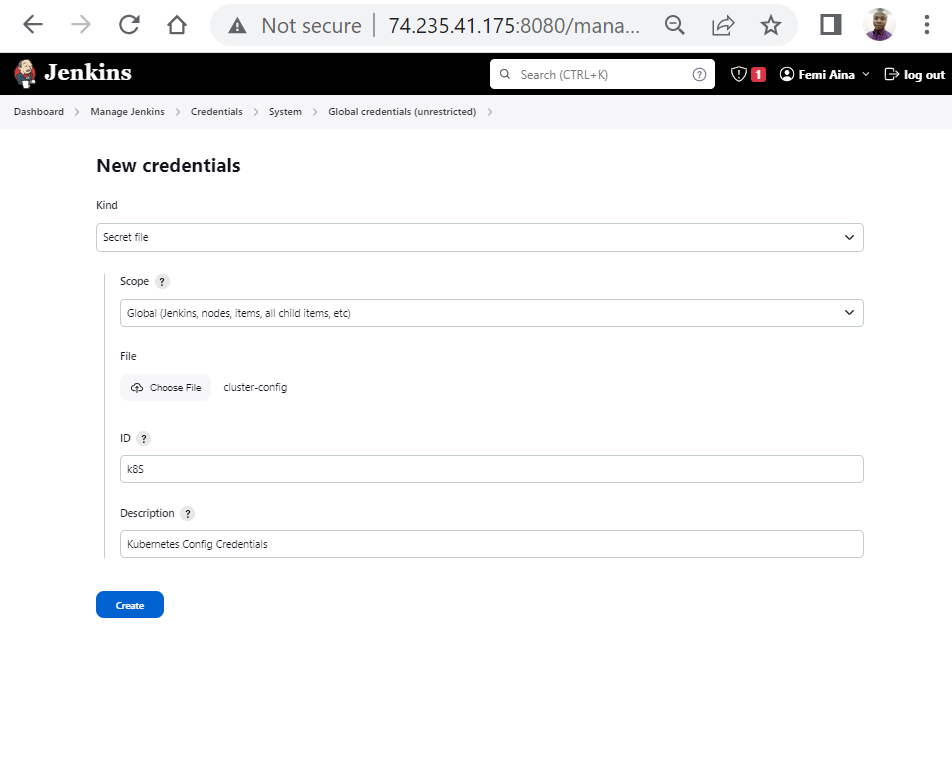 Not secure 74.235.41.175:8080/mana...
Jenkins Search (CTRL+K) ? 1 Femi Aina log out
Dashboard Manage Jenkins Credentials System Global credentials (unrestricted)
New credentials
Kind
Secret file
Scope ?
Global (Jenkins, nodes, items, all child items, etc)
File
Choose File cluster-config
ID ?
k8S
Description ?
Kubernetes Config Credentials
Create